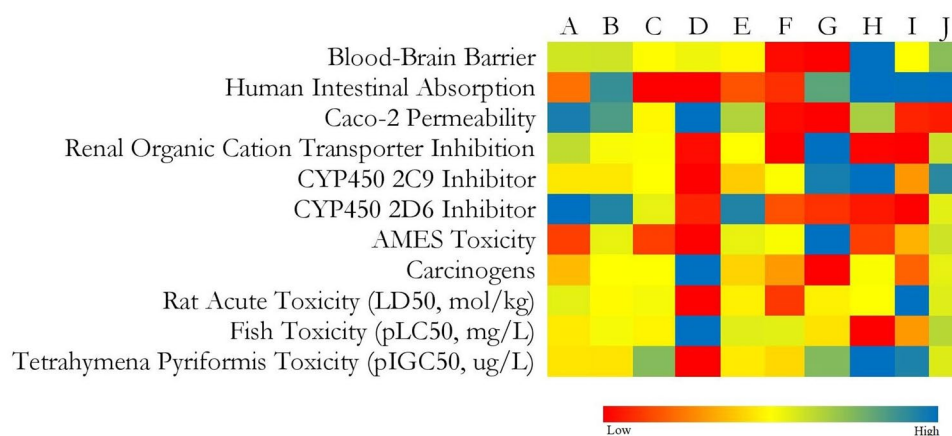 A B C D E F G H I J
Blood-Brain Barrier
Human Intestinal Absorption
Caco-2 Permeability
Renal Organic Cation Transporter Inhibition
CYP450 2C9 Inhibitor
CYP450 2D6 Inhibitor
AMES Toxicity
Carcinogens
Rat Acute Toxicity (LD50, mol/kg)
Fish Toxicity (pLC50, mg/L)
Tetrahymena Pyriformis Toxicity (pIGC50, ug/L)
Low High